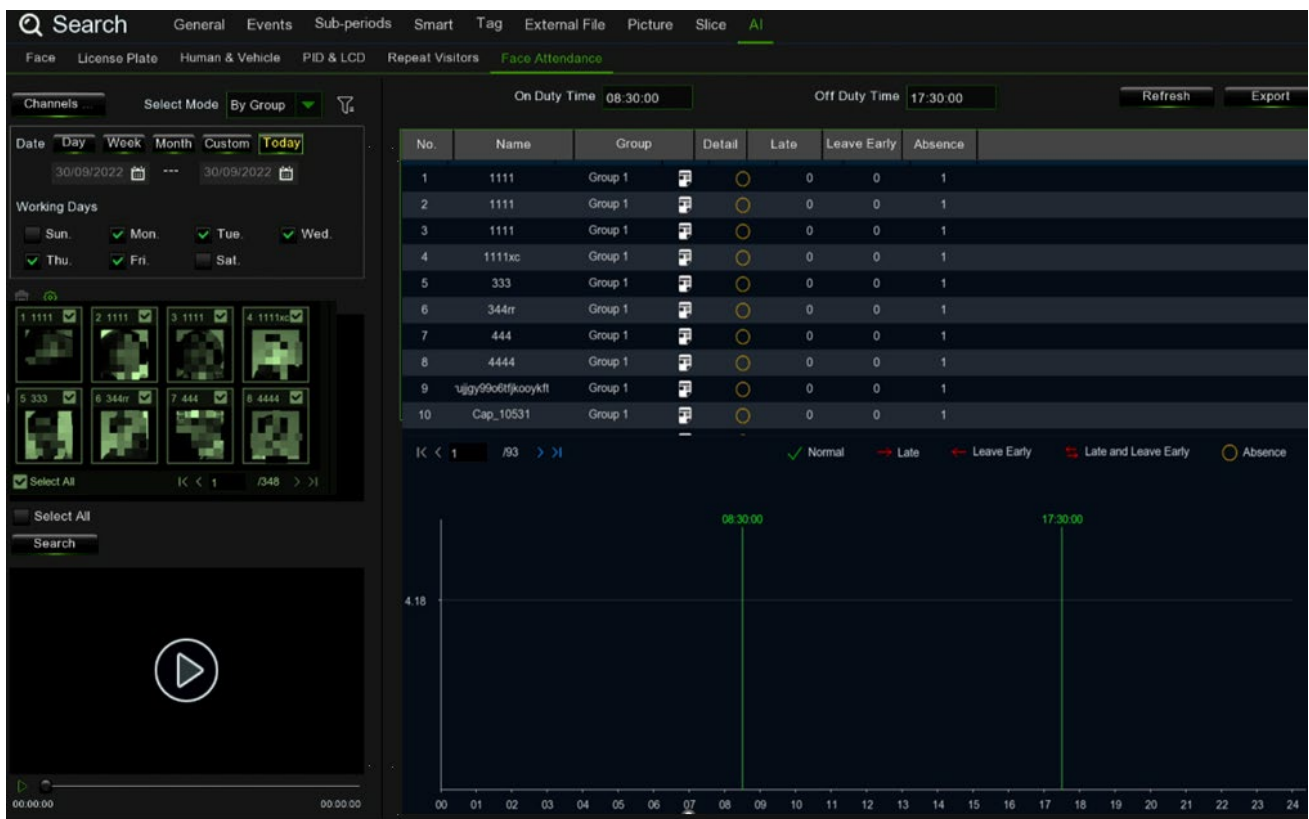 Search General Events Sub-periods Smart Tag External File Picture Slice AI
Face License Plate Human & Vehicle PID & LCD Repeat Visitors Face Attendance
Channels ... Select Mode By Group
On Duty Time 08:30:00 Off Duty Time 17:30:00 Refresh Export
Date Day Week Month Custom Today
30/09/2022 --- 30/09/2022
Working Days
Sun. Mon. Tue. Wed.
Thu. Fri. Sat.
1 1111 2 1111 3 1111 4 1111xc
5 333 6 344rr 7 444 8 4444
Select All 1 /348
Select All
Search
00:00:00 00:00:00
No. Name Group Detail Late Leave Early Absence
1 1111 Group 1 0 0 1
2 1111 Group 1 0 0 1
3 1111 Group 1 0 0 1
4 1111xc Group 1 0 0 1
5 333 Group 1 0 0 1
6 344rr Group 1 0 0 1
7 444 Group 1 0 0 1
8 4444 Group 1 0 0 1
9 Group 1 0 0 1
10 Cap_10531 Group 1 0 0 1
1 /93 Normal Late Leave Early Late and Leave Early Absence
08:30:00 17:30:00
4.18
00 01 02 03 04 05 06 07 08 09 10 11 12 13 14 15 16 17 18 19 20 21 22 23 24